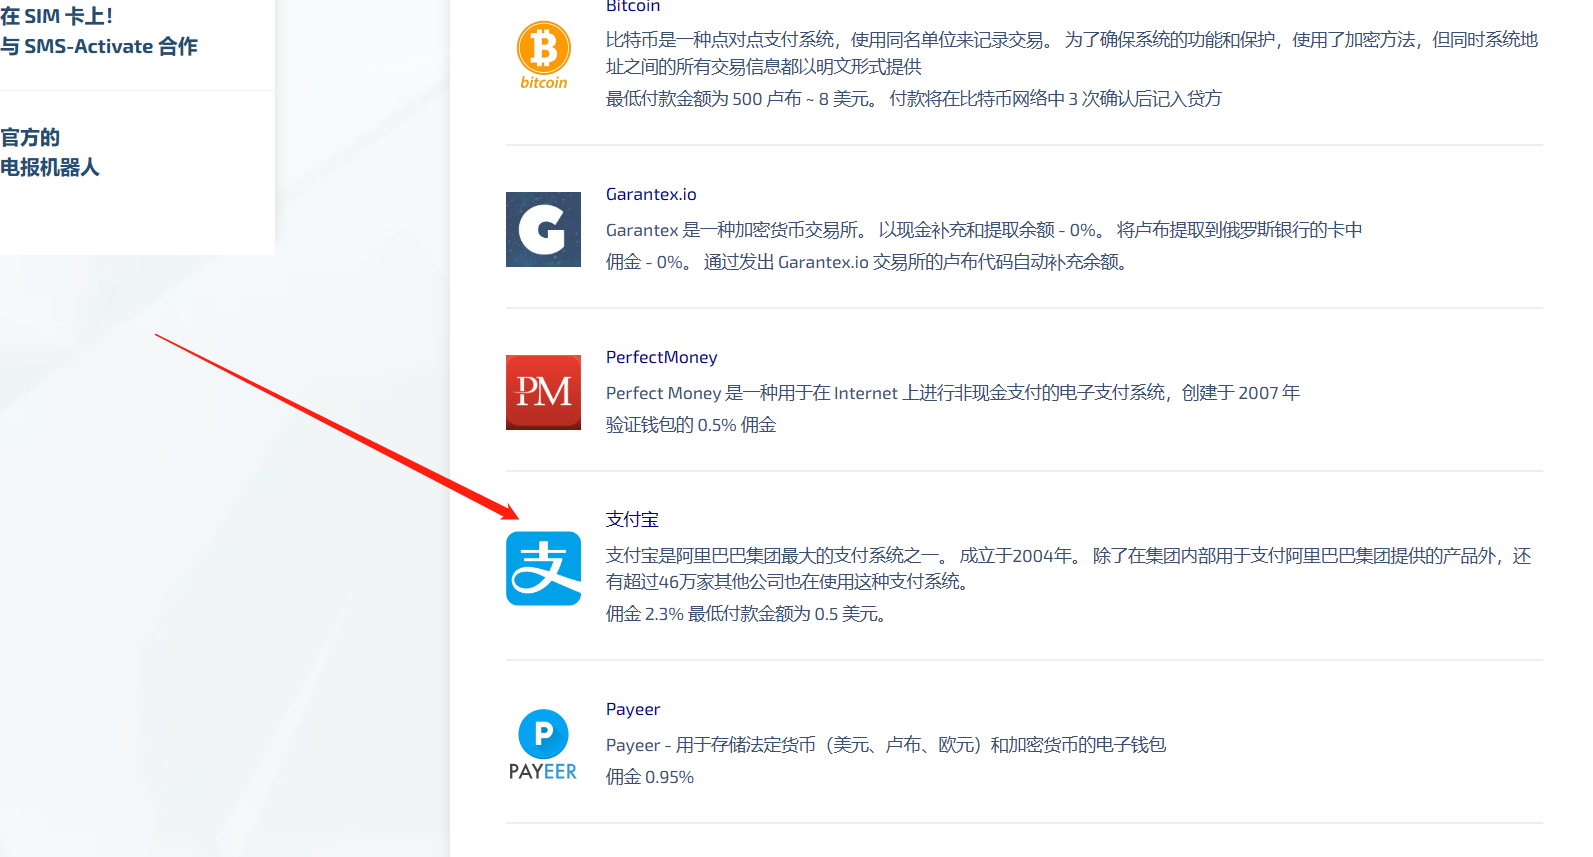 在 SIM 卡上！
与 SMS-Activate 合作
官方的
电报机器人
Bitcoin
bitcoin
比特币是一种点对点支付系统，使用同名单位来记录交易。 为了确保系统的功能和保护，使用了加密方法，但同时系统地
址之间的所有交易信息都以明文形式提供
最低付款金额为 500 卢布 ~ 8 美元。 付款将在比特币网络中 3 次确认后记入贷方
Garantex.io
G
Garantex 是一种加密货币交易所。 以现金补充和提取余额 - 0%。 将卢布提取到俄罗斯银行的卡中
佣金 - 0%。 通过发出 Garantex.io 交易所的卢布代码自动补充余额。
PerfectMoney
PM
Perfect Money 是一种用于在 Internet 上进行非现金支付的电子支付系统，创建于 2007 年
验证钱包的 0.5% 佣金
支付宝
支
支付宝是阿里巴巴集团最大的支付系统之一。 成立于2004年。 除了在集团内部用于支付阿里巴巴集团提供的产品外，还
有超过46万家其他公司也在使用这种支付系统。
佣金 2.3% 最低付款金额为 0.5 美元。
Payeer
P
PAYEER
Payeer - 用于存储法定货币（美元、卢布、欧元）和加密货币的电子钱包
佣金 0.95%